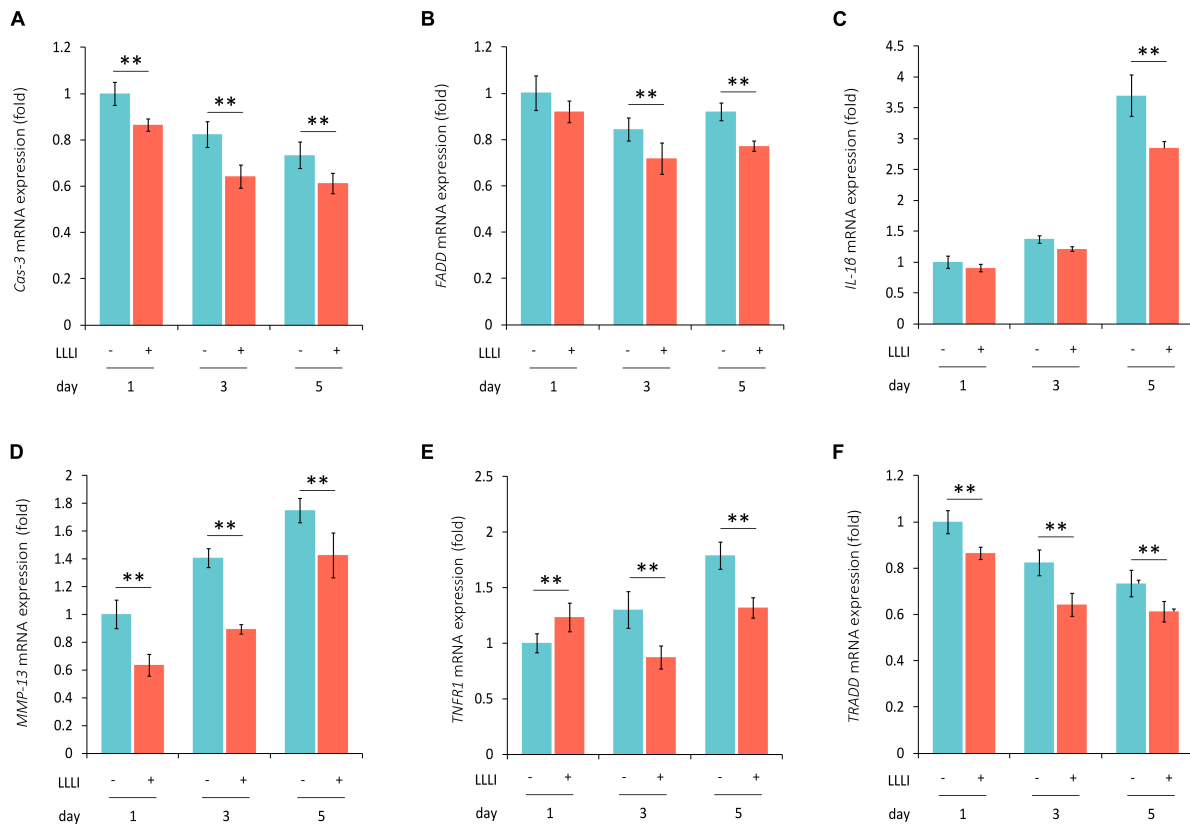 A
Cas-3 mRNA expression (fold)
1.2
1
0.8
0.6
0.4
0.2
0
** ** **
LLLI - + - + - +
day 1 3 5
B
FADD mRNA expression (fold)
1.2
1
0.8
0.6
0.4
0.2
0
** **
- + - + - +
1 3 5
C
IL-1β mRNA expression (fold)
4.5
4
3.5
3
2.5
2
1.5
1
0.5
0
**
LLLI - + - + - +
day 1 3 5
D
MMP-13 mRNA expression (fold)
2
1.8
1.6
1.4
1.2
1
0.8
0.6
0.4
0.2
0
** ** **
LLLI - + - + - +
day 1 3 5
E
TNFR1 mRNA expression (fold)
2.5
2
1.5
1
0.5
0
** ** **
LLLI - + - + - +
day 1 3 5
F
TRADD mRNA expression (fold)
1.2
1
0.8
0.6
0.4
0.2
0
** ** **
LLLI - + - + - +
day 1 3 5